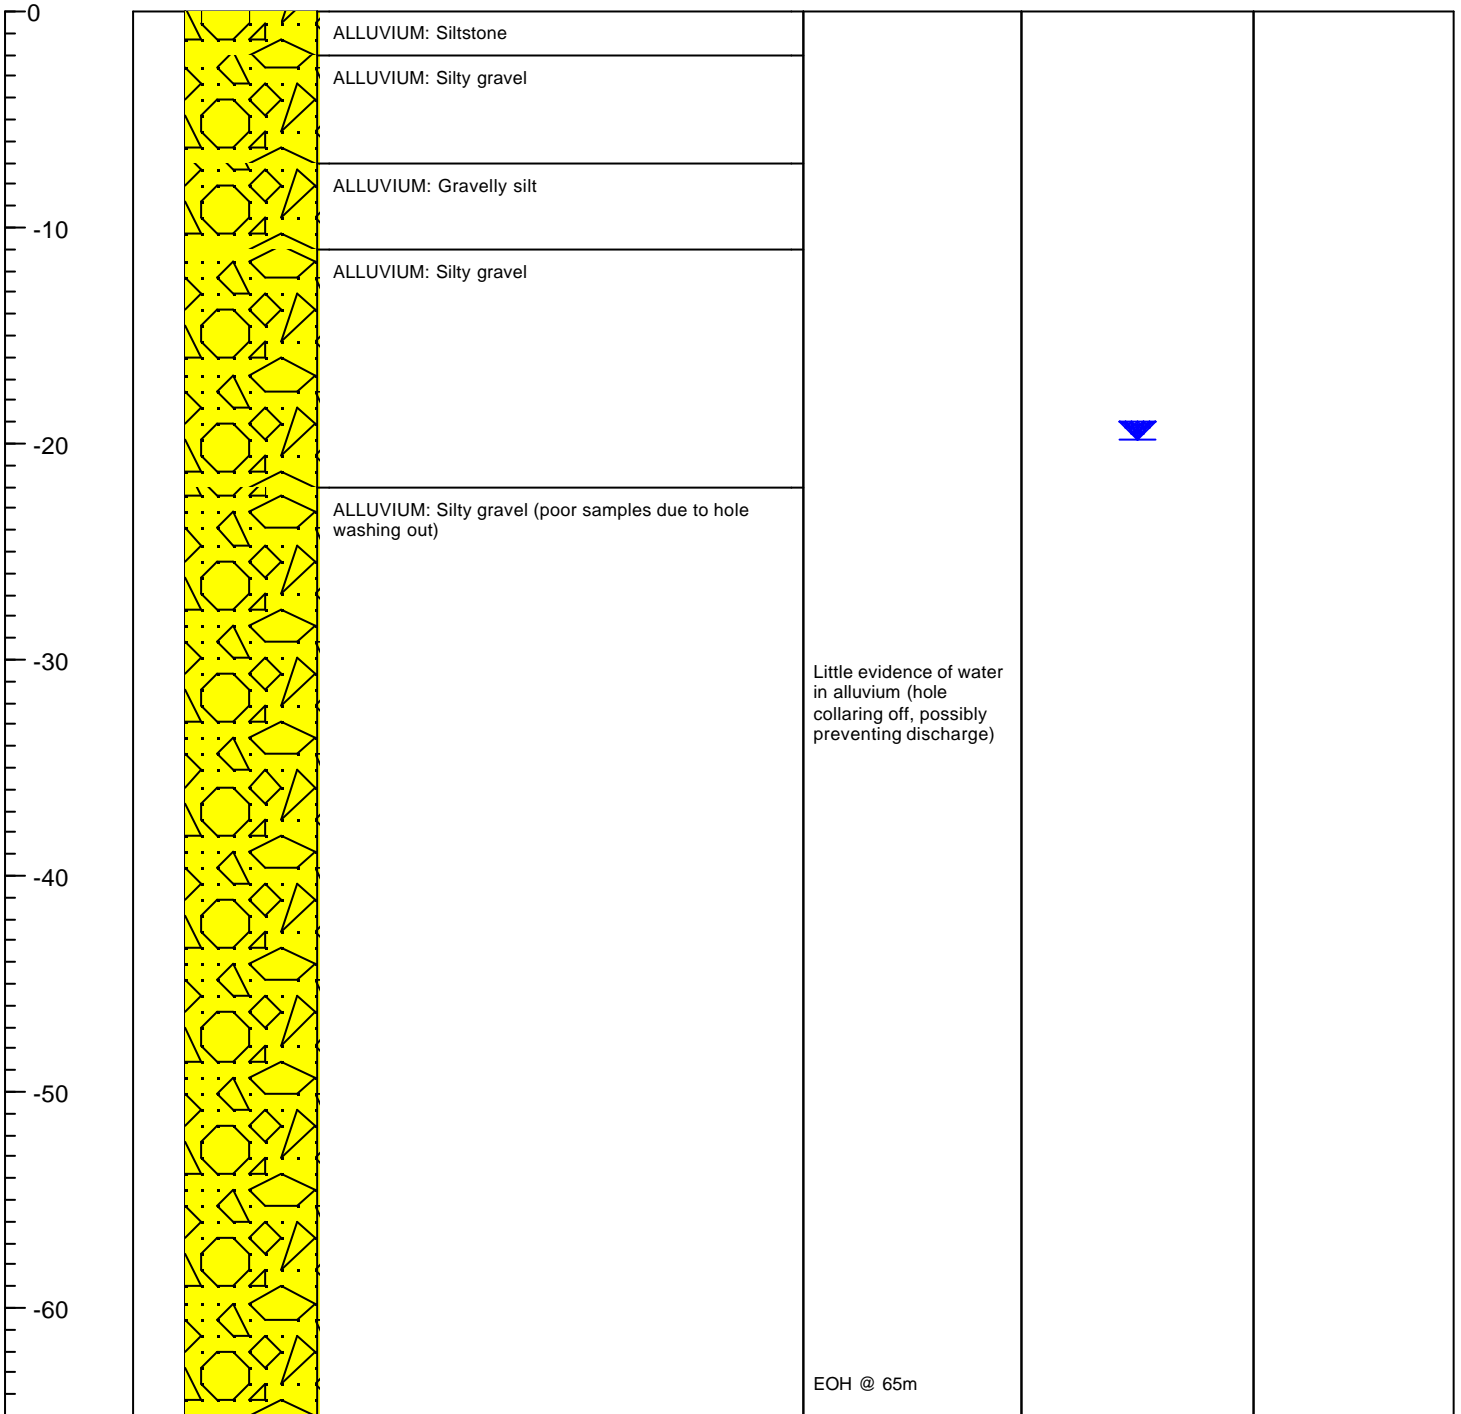 0
ALLUVIUM: Siltstone
ALLUVIUM: Silty gravel
ALLUVIUM: Gravelly silt
-10
ALLUVIUM: Silty gravel
-20
ALLUVIUM: Silty gravel (poor samples due to hole
washing out)
-30
Little evidence of water
in alluvium (hole
collaring off, possibly
preventing discharge)
-40
-50
-60
EOH @ 65m